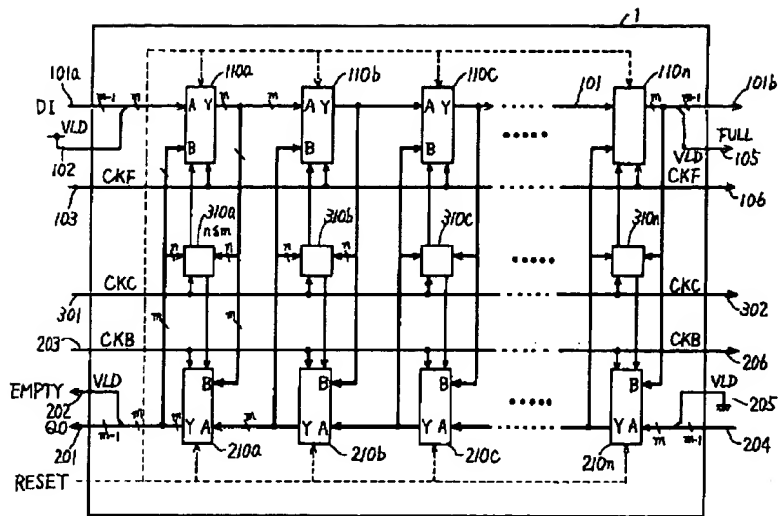 1
110a 110b 110c 101 110n
101a m-1 m A Y m m A Y A Y m m-1 101b
DI
VLD FULL
102 B B B VLD 105
CKF CKF
103 106
310a 310b 310c 310n
n≤m
n n n n
CKC CKC
301 302
m m
203 CKB CKB 206
EMPTY VLD B B B B VLD 205
202
QO m-1 m m Y A Y A Y A Y A m m-1
201 204
210a 210b 210c 210n
RESET